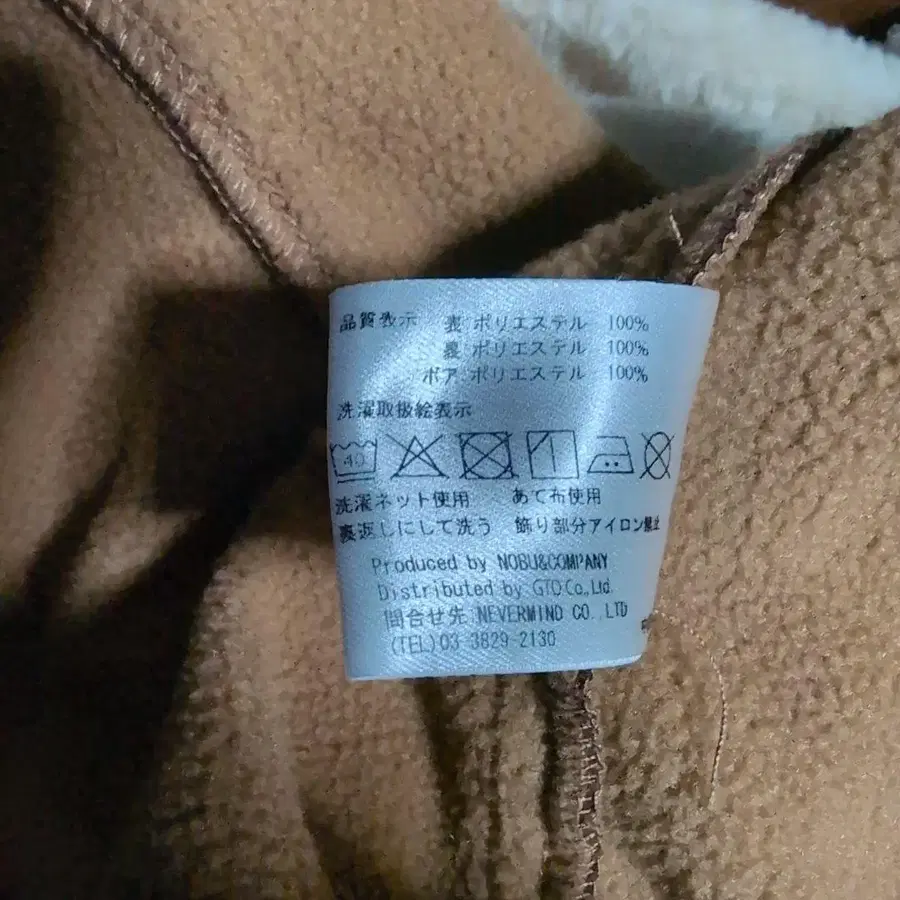 品質表示 表:ポリエステル 100%
裏:ポリエステル 100%
ボア:ポリエステル 100%
洗濯取扱絵表示
40
洗濯ネット使用 あて布使用
裏返しにして洗う 飾り部分アイロン禁止
Produced by NOBU&COMPANY
Distributed by GTO Co., Ltd.
問合せ先 NEVERMIND CO., LTD
(TEL)03-3829-2130